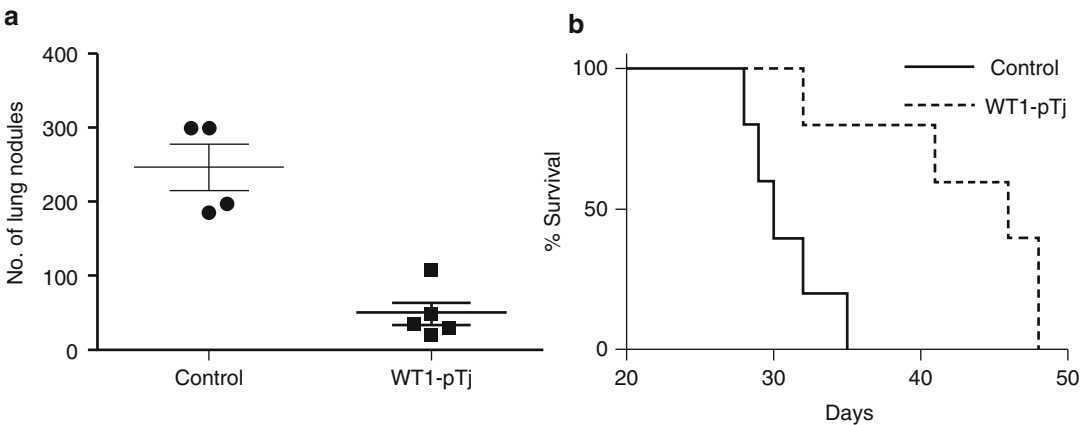 a
No. of lung nodules
400
300
200
100
0
Control
WT1-pTj
b
% Survival
100
50
0
20
30
40
50
Days
Control
WT1-pTj